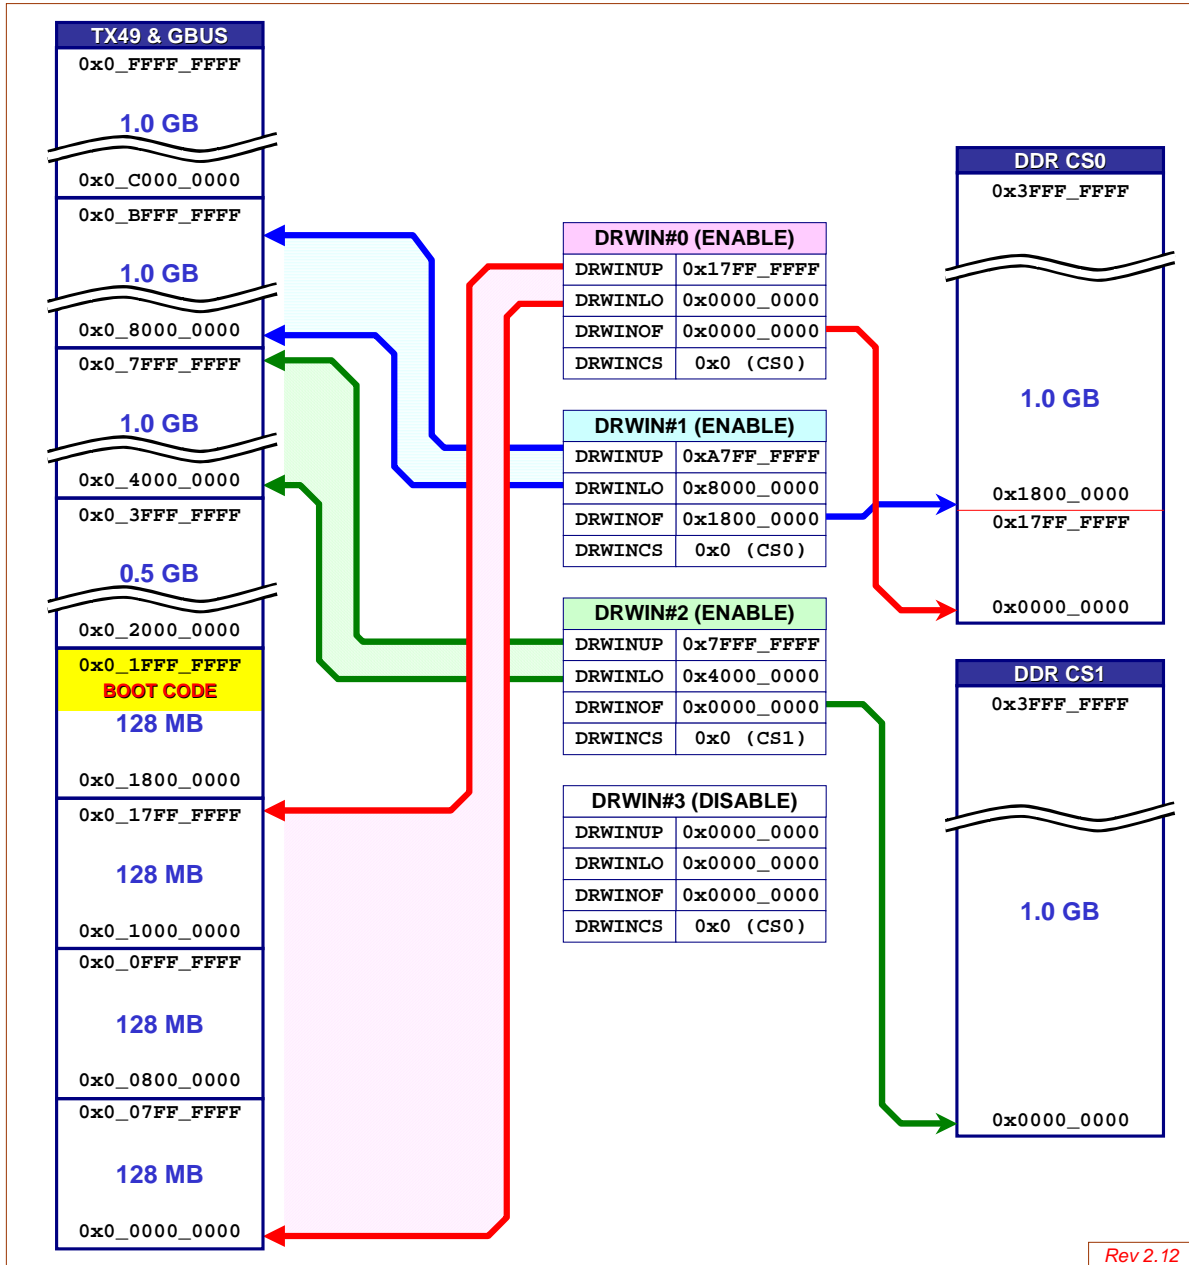 TX49 & GBUS
0x0_FFFF_FFFF
1.0 GB
0x0_C000_0000
0x0_BFFF_FFFF
1.0 GB
0x0_8000_0000
0x0_7FFF_FFFF
1.0 GB
0x0_4000_0000
0x0_3FFF_FFFF
0.5 GB
0x0_2000_0000
0x0_1FFF_FFFF
BOOT CODE
128 MB
0x0_1800_0000
0x0_17FF_FFFF
128 MB
0x0_1000_0000
0x0_0FFF_FFFF
128 MB
0x0_0800_0000
0x0_07FF_FFFF
128 MB
0x0_0000_0000
DRWIN#0 (ENABLE)
DRWINUP 0x17FF_FFFF
DRWINLO 0x0000_0000
DRWINOF 0x0000_0000
DRWINCS 0x0 (CS0)
DRWIN#1 (ENABLE)
DRWINUP 0xA7FF_FFFF
DRWINLO 0x8000_0000
DRWINOF 0x1800_0000
DRWINCS 0x0 (CS0)
DRWIN#2 (ENABLE)
DRWINUP 0x7FFF_FFFF
DRWINLO 0x4000_0000
DRWINOF 0x0000_0000
DRWINCS 0x0 (CS1)
DRWIN#3 (DISABLE)
DRWINUP 0x0000_0000
DRWINLO 0x0000_0000
DRWINOF 0x0000_0000
DRWINCS 0x0 (CS0)
DDR CS0
0x3FFF_FFFF
1.0 GB
0x1800_0000
0x17FF_FFFF
0x0000_0000
DDR CS1
0x3FFF_FFFF
1.0 GB
0x0000_0000
Rev 2.12